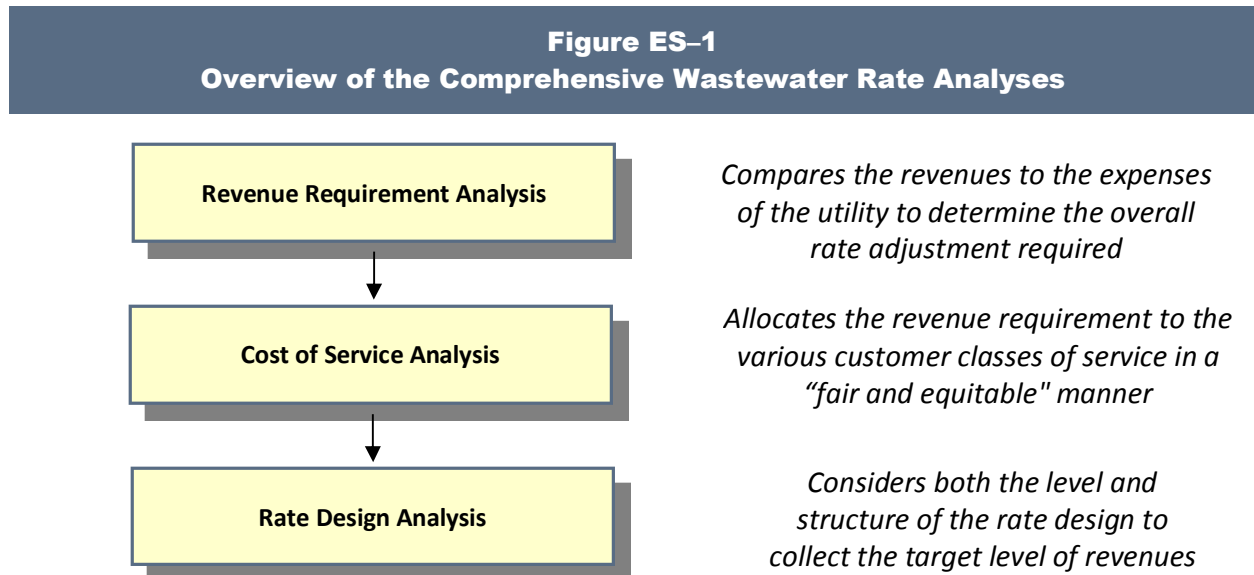 Figure ES–1
Overview of the Comprehensive Wastewater Rate Analyses
Revenue Requirement Analysis
Compares the revenues to the expenses
of the utility to determine the overall
rate adjustment required
Cost of Service Analysis
Allocates the revenue requirement to the
various customer classes of service in a
“fair and equitable" manner
Rate Design Analysis
Considers both the level and
structure of the rate design to
collect the target level of revenues